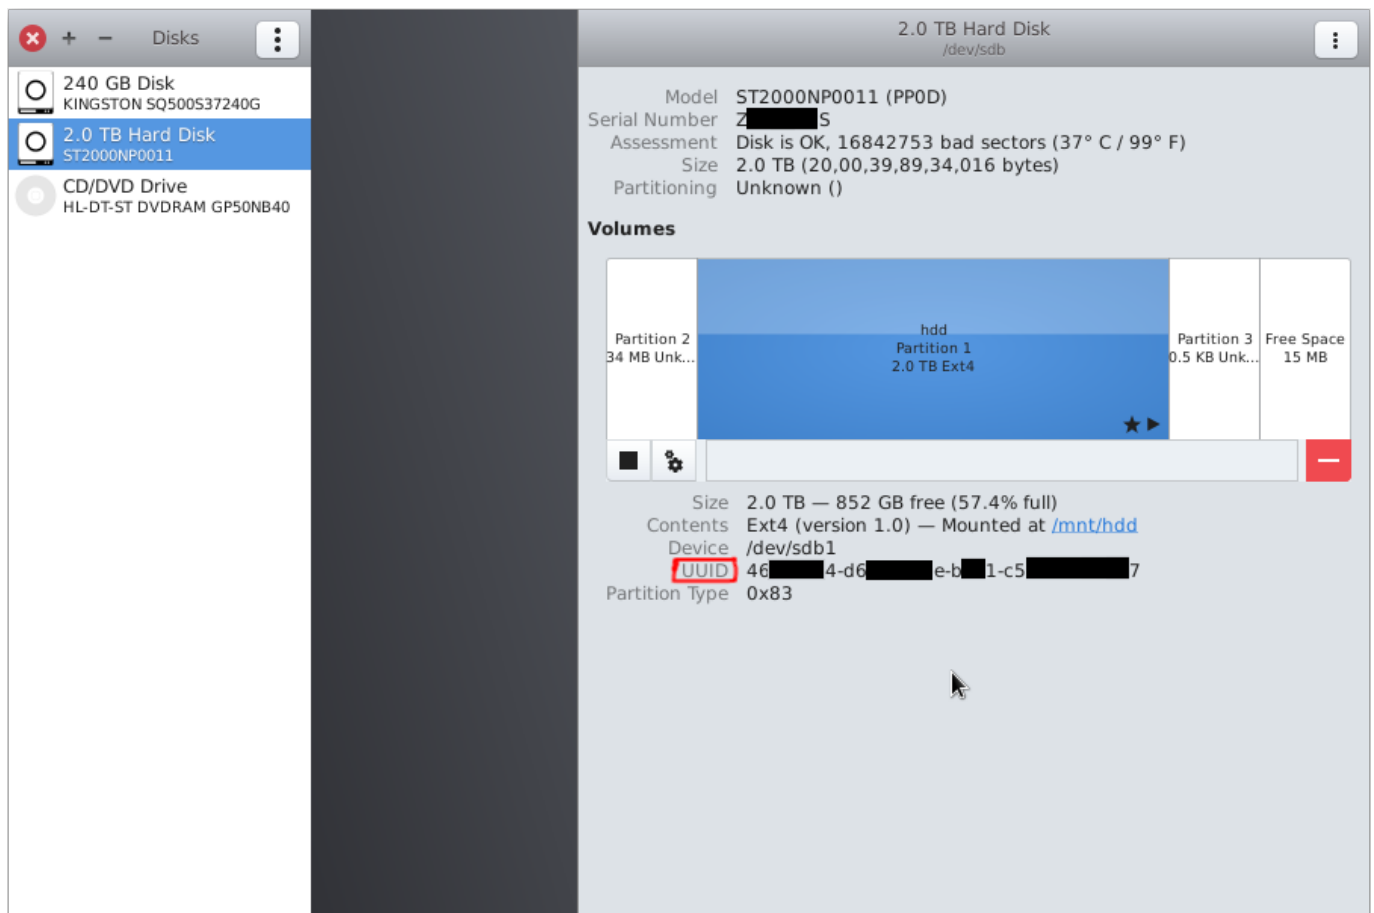 Disks
240 GB Disk
KINGSTON SQ500S37240G
2.0 TB Hard Disk
ST2000NP0011
CD/DVD Drive
HL-DT-ST DVDRAM GP50NB40
2.0 TB Hard Disk
/dev/sdb
Model ST2000NP0011 (PP0D)
Serial Number Z S
Assessment Disk is OK, 16842753 bad sectors (37° C / 99° F)
Size 2.0 TB (20,00,39,89,34,016 bytes)
Partitioning Unknown ()
Volumes
Partition 2
34 MB Unk...
hdd
Partition 1
2.0 TB Ext4
Partition 3
0.5 KB Unk...
Free Space
15 MB
Size 2.0 TB — 852 GB free (57.4% full)
Contents Ext4 (version 1.0) — Mounted at /mnt/hdd
Device /dev/sdb1
UUID 46 4-d6 e-b 1-c5 7
Partition Type 0x83